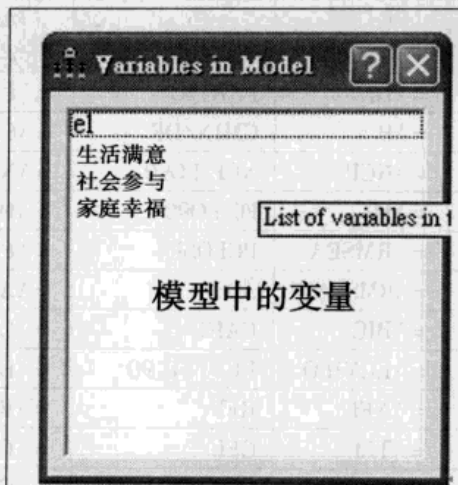 Variables in Model
e1
生活满意
社会参与
家庭幸福
List of variables in t
模型中的变量